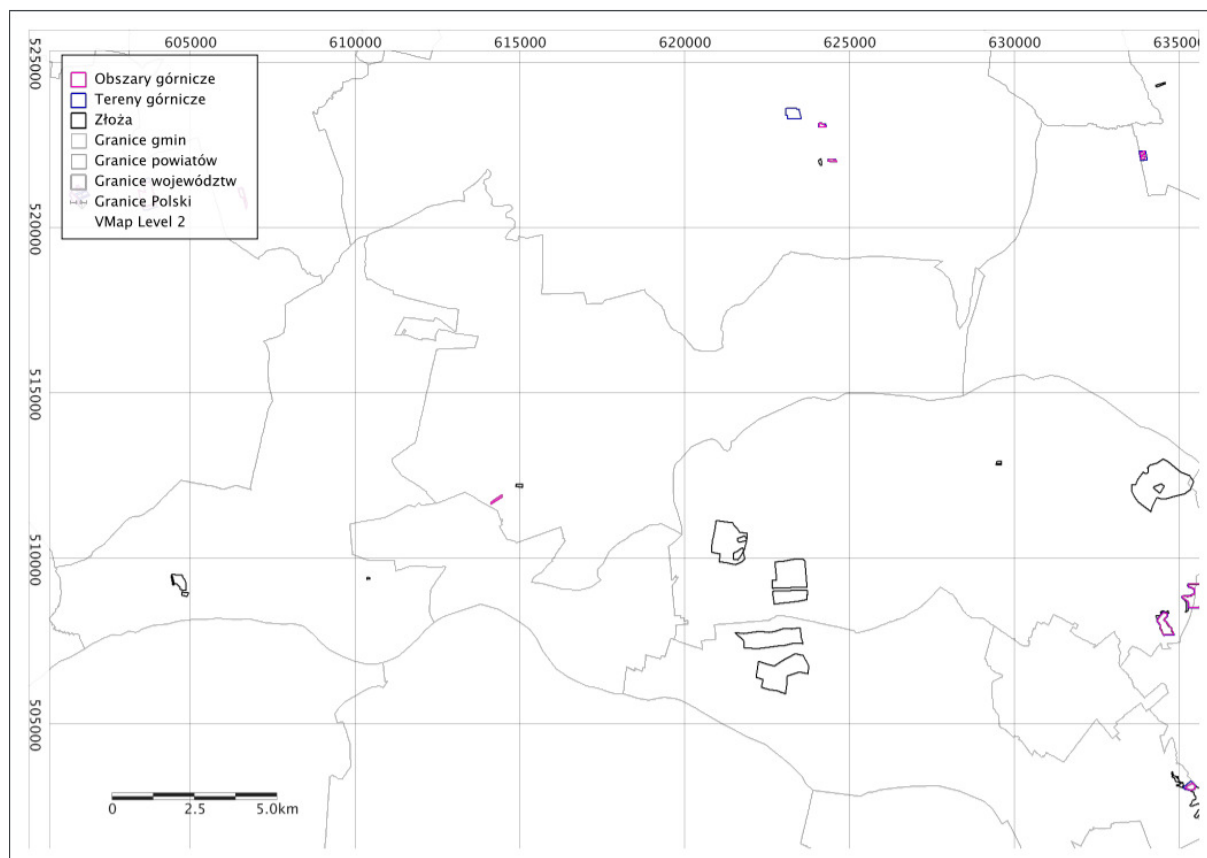 605000 610000 615000 620000 625000 630000 63500
525000
Obszary górnicze
Tereny górnicze
Złoża
Granice gmin
Granice powiatów
Granice województw
Granice Polski
VMap Level 2
520000
515000
510000
505000
0 2.5 5.0km